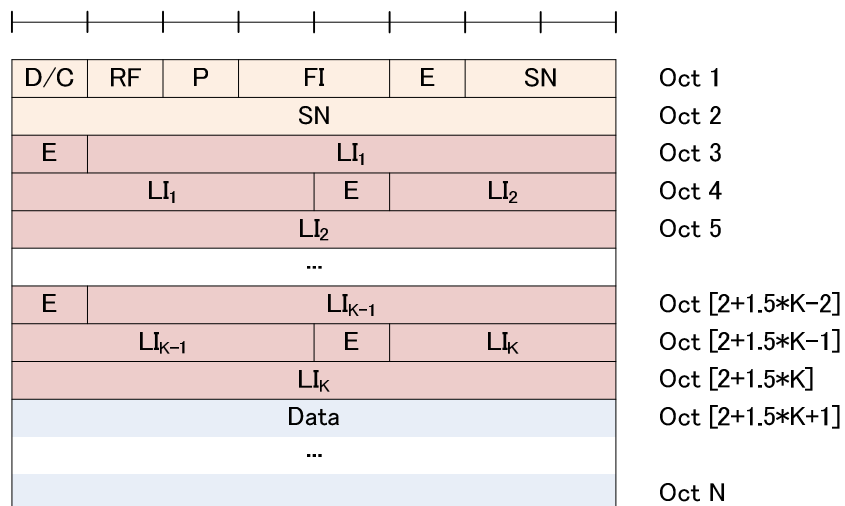 D/C RF P FI E SN Oct 1
SN Oct 2
E LI₁ Oct 3
LI₁ E LI₂ Oct 4
LI₂ Oct 5
...
E LIK-1 Oct [2+1.5*K-2]
LIK-1 E LIK Oct [2+1.5*K-1]
LIK Oct [2+1.5*K]
Data Oct [2+1.5*K+1]
...
Oct N